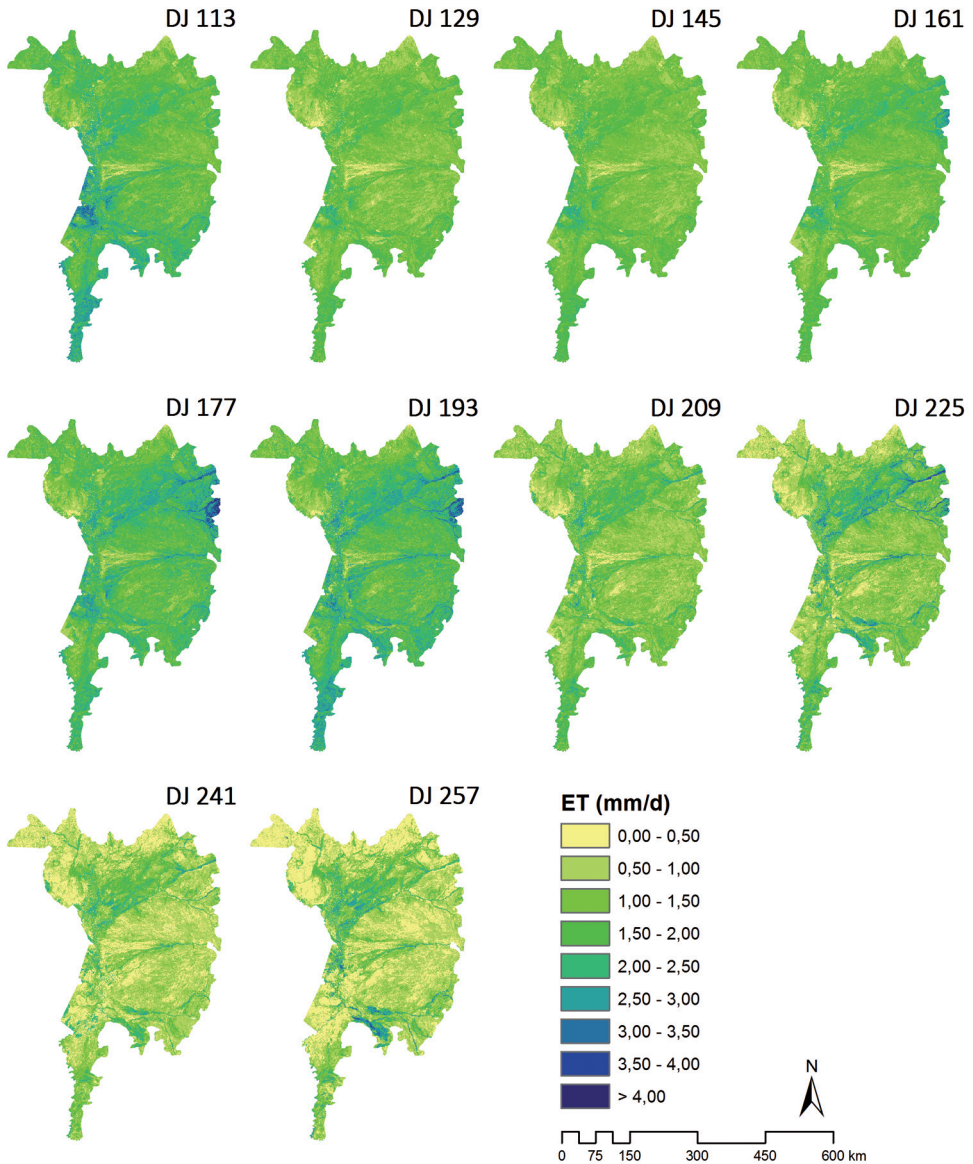 DJ 113
DJ 129
DJ 145
DJ 161
DJ 177
DJ 193
DJ 209
DJ 225
DJ 241
DJ 257
ET (mm/d)
0,00 - 0,50
0,50 - 1,00
1,00 - 1,50
1,50 - 2,00
2,00 - 2,50
2,50 - 3,00
3,00 - 3,50
3,50 - 4,00
> 4,00
N
0 75 150 300 450 600 km